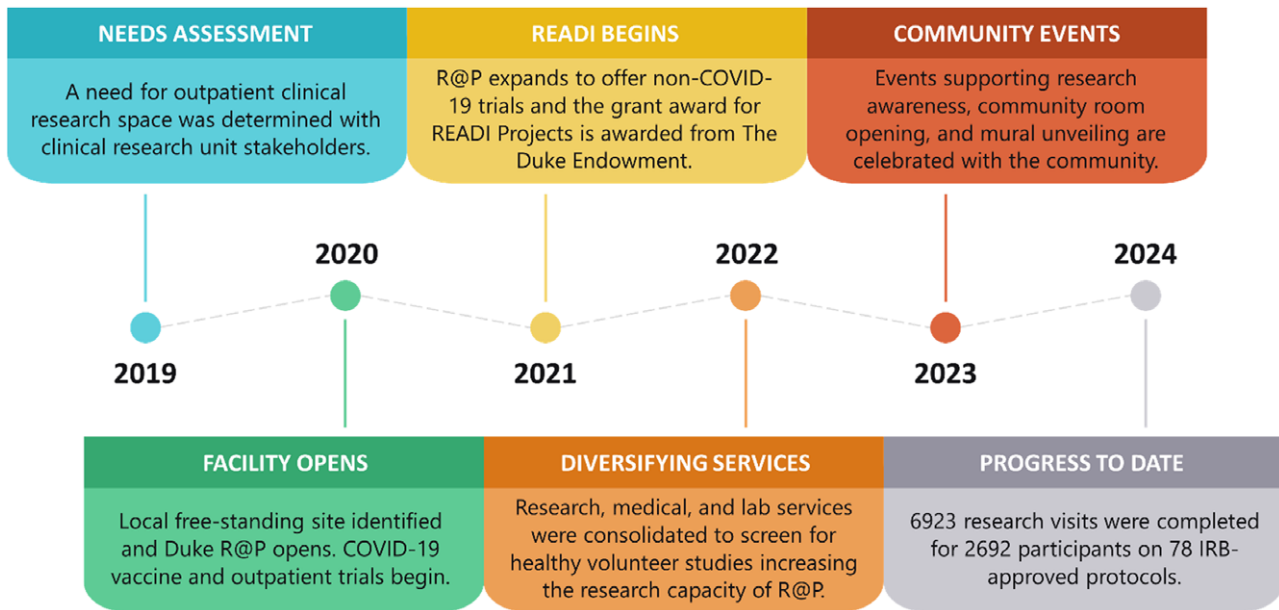 NEEDS ASSESSMENT
A need for outpatient clinical
research space was determined with
clinical research unit stakeholders.
READI BEGINS
R@P expands to offer non-COVID-
19 trials and the grant award for
READI Projects is awarded from The
Duke Endowment.
COMMUNITY EVENTS
Events supporting research
awareness, community room
opening, and mural unveiling are
celebrated with the community.
2019
2020
2021
2022
2023
2024
FACILITY OPENS
Local free-standing site identified
and Duke R@P opens. COVID-19
vaccine and outpatient trials begin.
DIVERSIFYING SERVICES
Research, medical, and lab services
were consolidated to screen for
healthy volunteer studies increasing
the research capacity of R@P.
PROGRESS TO DATE
6923 research visits were completed
for 2692 participants on 78 IRB-
approved protocols.